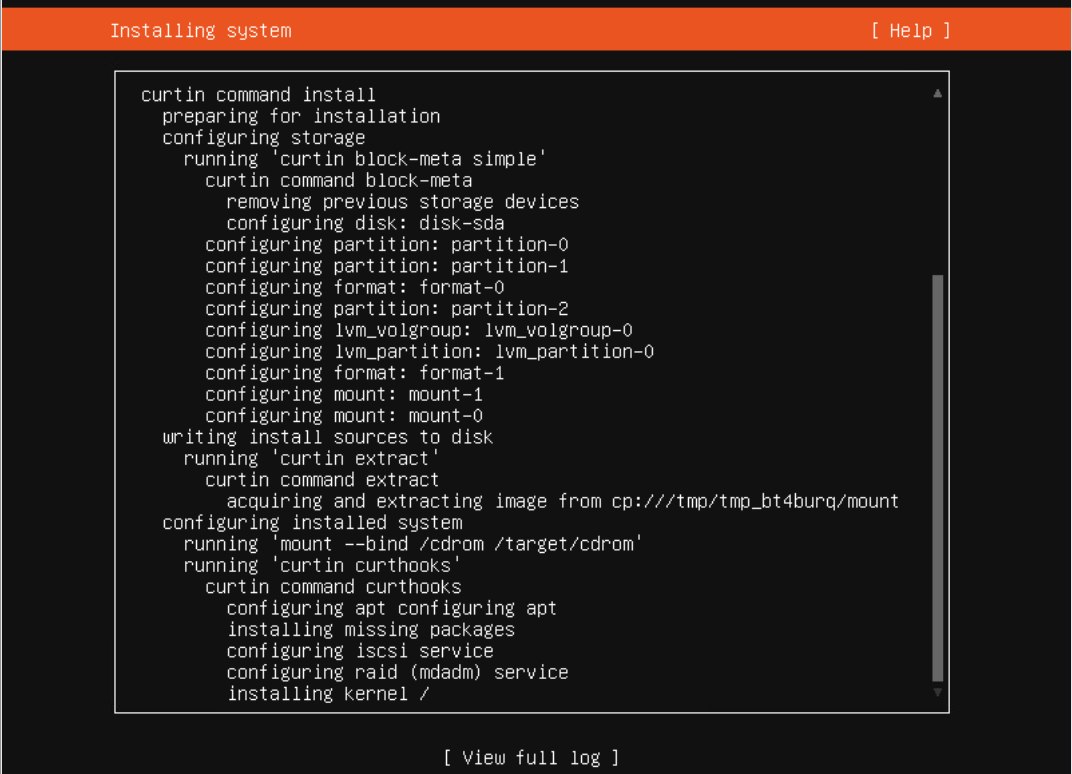 Installing system [ Help ]
curtin command install
preparing for installation
configuring storage
running 'curtin block-meta simple'
curtin command block-meta
removing previous storage devices
configuring disk: disk-sda
configuring partition: partition-0
configuring partition: partition-1
configuring format: format-0
configuring partition: partition-2
configuring lvm_volgroup: lvm_volgroup-0
configuring lvm_partition: lvm_partition-0
configuring format: format-1
configuring mount: mount-1
configuring mount: mount-0
writing install sources to disk
running 'curtin extract'
curtin command extract
acquiring and extracting image from cp:///tmp/tmp_bt4burq/mount
configuring installed system
running 'mount --bind /cdrom /target/cdrom'
running 'curtin curthooks'
curtin command curthooks
configuring apt configuring apt
installing missing packages
configuring iscsi service
configuring raid (mdadm) service
installing kernel /
[ View full log ]